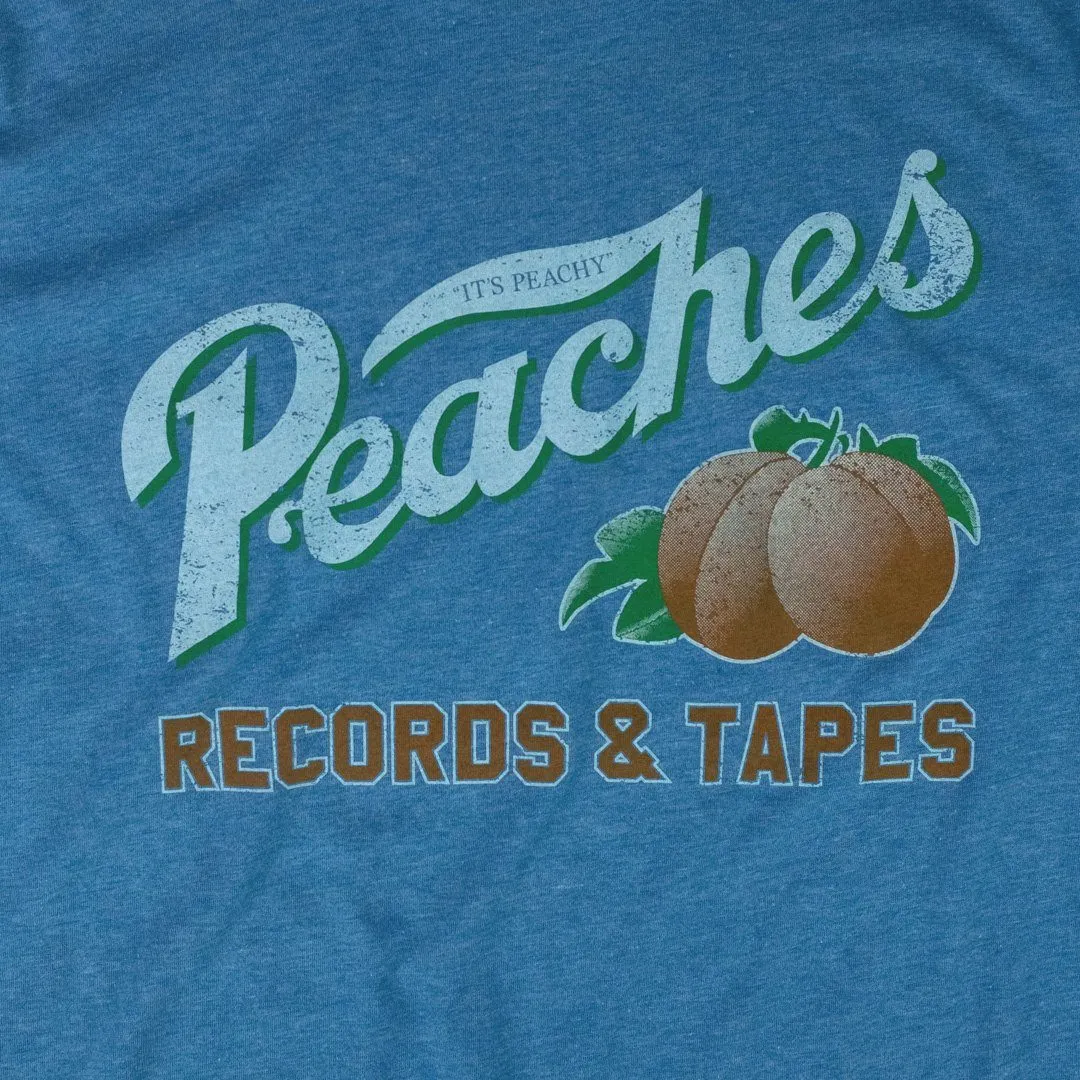 "IT'S PEACHY"
Peaches
RECORDS & TAPES